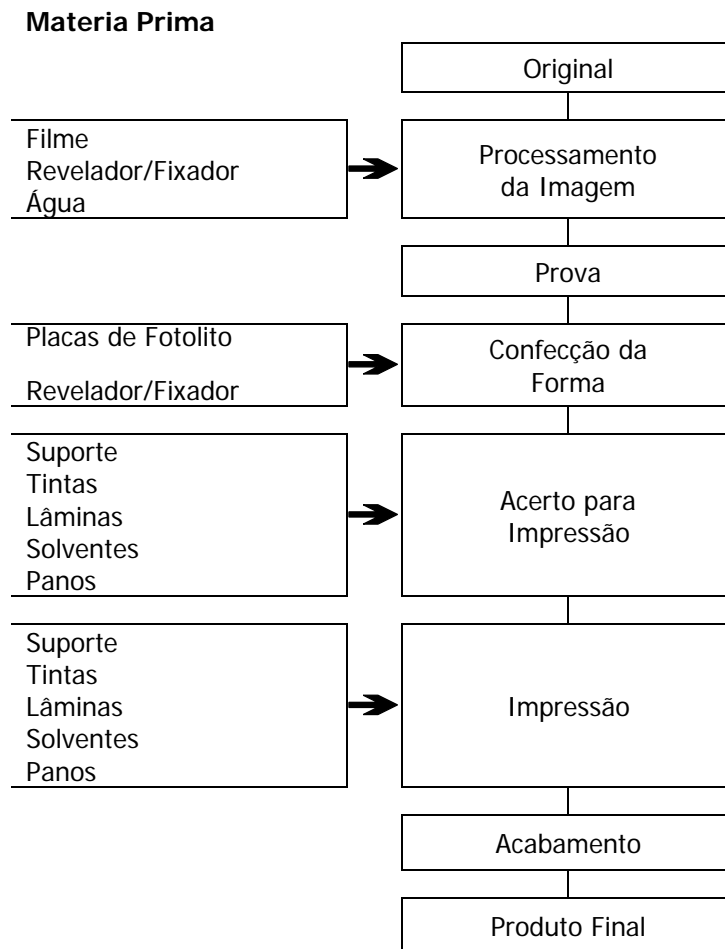 Materia Prima
Original
Filme
Revelador/Fixador
Água
Processamento
da Imagem
Prova
Placas de Fotolito
Revelador/Fixador
Confecção da
Forma
Suporte
Tintas
Lâminas
Solventes
Panos
Acerto para
Impressão
Suporte
Tintas
Lâminas
Solventes
Panos
Impressão
Acabamento
Produto Final